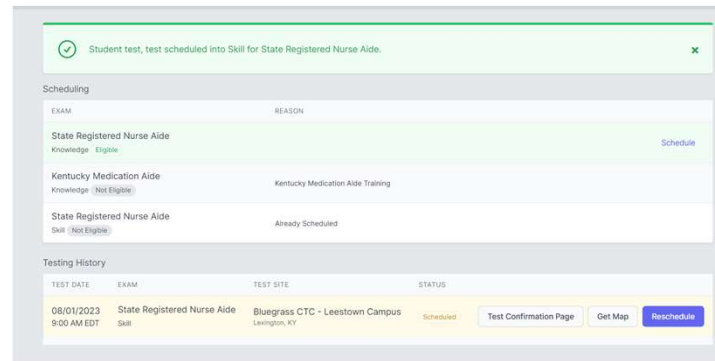 Student test, test scheduled into Skill for State Registered Nurse Aide.
Scheduling
EXAM REASON
State Registered Nurse Aide
Knowledge Eligible Schedule
Kentucky Medication Aide
Knowledge Not Eligible Kentucky Medication Aide Training
State Registered Nurse Aide
Skill Not Eligible Already Scheduled
Testing History
TEST DATE EXAM TEST SITE STATUS
08/01/2023 State Registered Nurse Aide Bluegrass CTC - Leestown Campus Scheduled Test Confirmation Page Get Map Reschedule
9:00 AM EDT Skill Lexington, KY